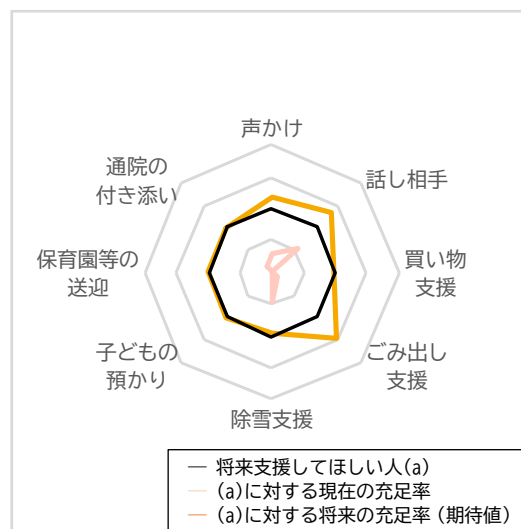 声かけ
通院の
付き添い
話し相手
保育園等の
送迎
買い物
支援
子どもの
預かり
ごみ出し
支援
除雪支援
将来支援してほしい人(a)
(a)に対する現在の充足率
(a)に対する将来の充足率(期待値)